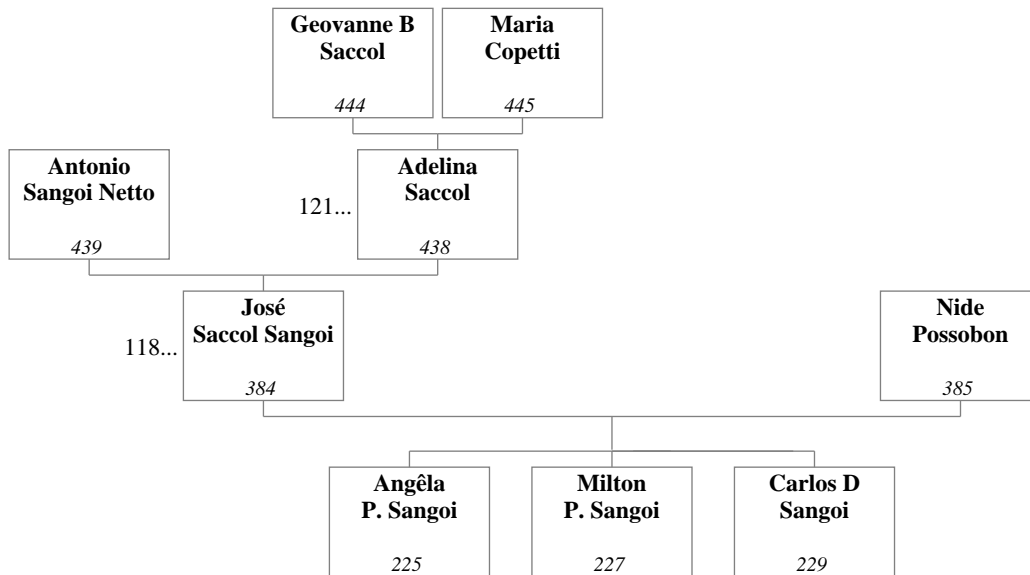 Geovanne B
Saccol
444
Maria
Copetti
445
Antonio
Sangoi Netto
439
121...
Adelina
Saccol
438
118...
José
Saccol Sangoi
384
Nide
Possobon
385
Angêla
P. Sangoi
225
Milton
P. Sangoi
227
Carlos D
Sangoi
229